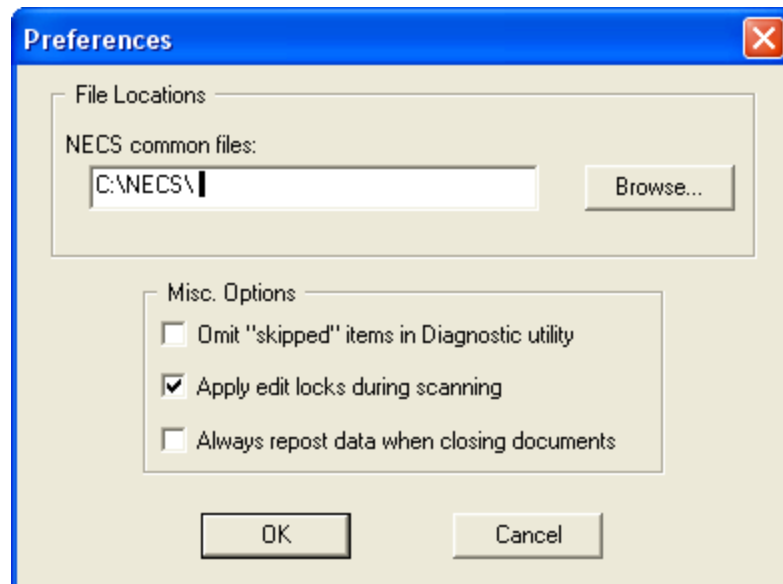 Preferences
File Locations
NECS common files:
C:\NECS\
Browse...
Misc. Options
Omit "skipped" items in Diagnostic utility
Apply edit locks during scanning
Always repost data when closing documents
OK
Cancel